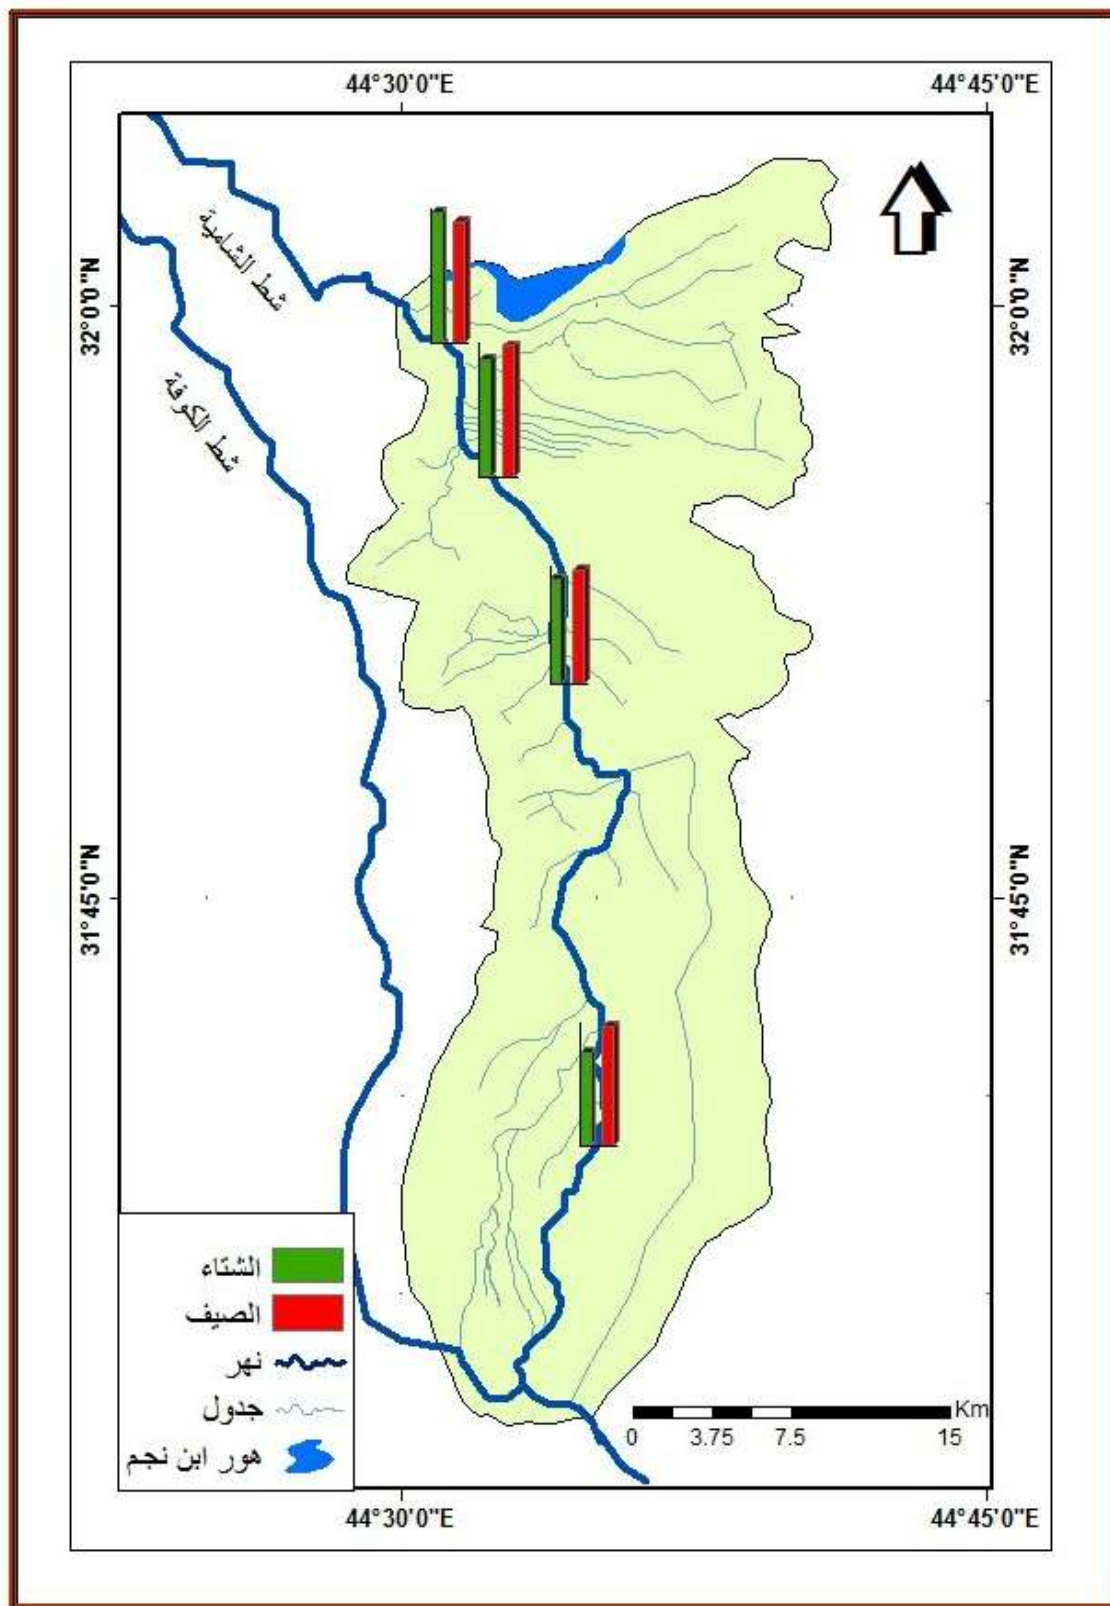 44°30'0"E 44°45'0"E
شط الشامية
32°0'0"N 32°0'0"N
شط الكوفة
31°45'0"N 31°45'0"N
الشتاء
الصيف
نهر
جدول
هور ابن نجم
Km
0 3.75 7.5 15
44°30'0"E 44°45'0"E